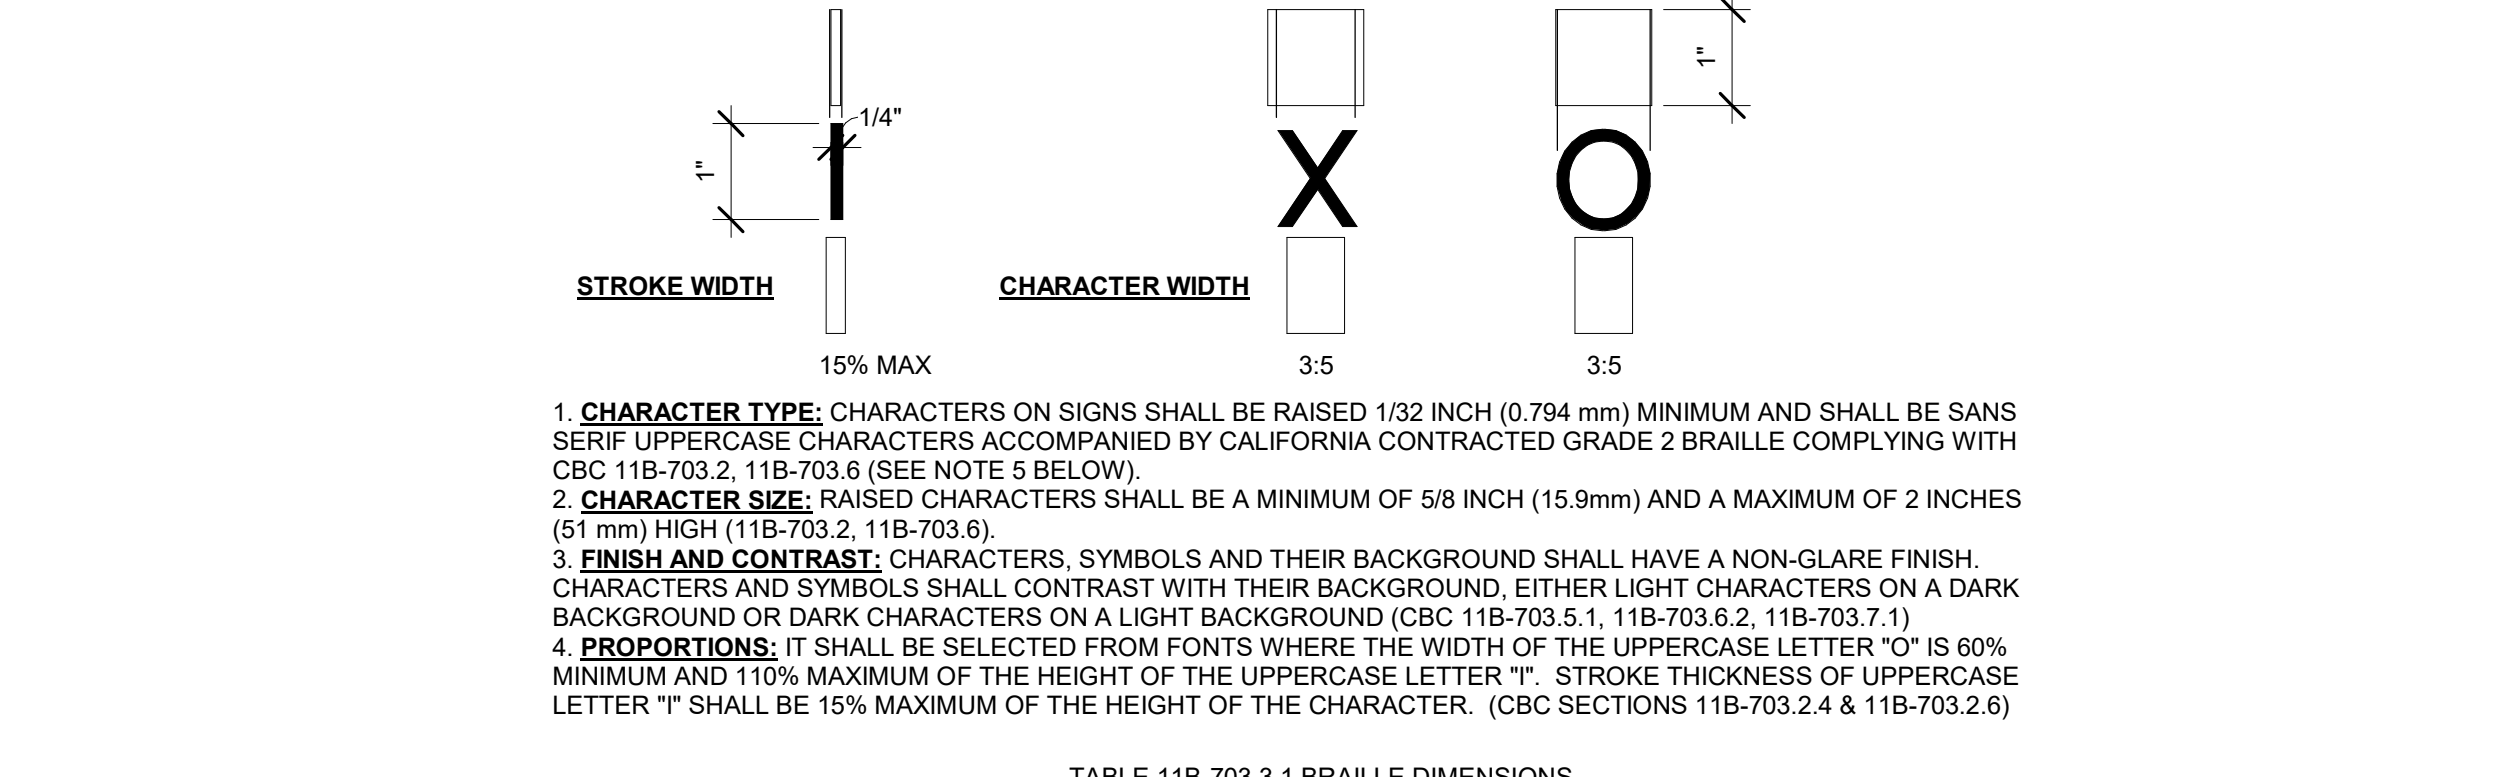 1"
1/4"
1"
I X O
STROKE WIDTH
CHARACTER WIDTH
15% MAX
3:5
3:5
1. CHARACTER TYPE: CHARACTERS ON SIGNS SHALL BE RAISED 1/32 INCH (0.794 mm) MINIMUM AND SHALL BE SANS
SERIF UPPERCASE CHARACTERS ACCOMPANIED BY CALIFORNIA CONTRACTED GRADE 2 BRAILLE COMPLYING WITH
CBC 11B-703.2, 11B-703.6 (SEE NOTE 5 BELOW).
2. CHARACTER SIZE: RAISED CHARACTERS SHALL BE A MINIMUM OF 5/8 INCH (15.9mm) AND A MAXIMUM OF 2 INCHES
(51 mm) HIGH (11B-703.2, 11B-703.6).
3. FINISH AND CONTRAST: CHARACTERS, SYMBOLS AND THEIR BACKGROUND SHALL HAVE A NON-GLARE FINISH.
CHARACTERS AND SYMBOLS SHALL CONTRAST WITH THEIR BACKGROUND, EITHER LIGHT CHARACTERS ON A DARK
BACKGROUND OR DARK CHARACTERS ON A LIGHT BACKGROUND (CBC 11B-703.5.1, 11B-703.6.2, 11B-703.7.1)
4. PROPORTIONS: IT SHALL BE SELECTED FROM FONTS WHERE THE WIDTH OF THE UPPERCASE LETTER "O" IS 60%
MINIMUM AND 110% MAXIMUM OF THE HEIGHT OF THE UPPERCASE LETTER "I".  STROKE THICKNESS OF UPPERCASE
LETTER "I" SHALL BE 15% MAXIMUM OF THE HEIGHT OF THE CHARACTER.  (CBC SECTIONS 11B-703.2.4 & 11B-703.2.6)
TABLE 11B-703.3.1 BRAILLE DIMENSIONS